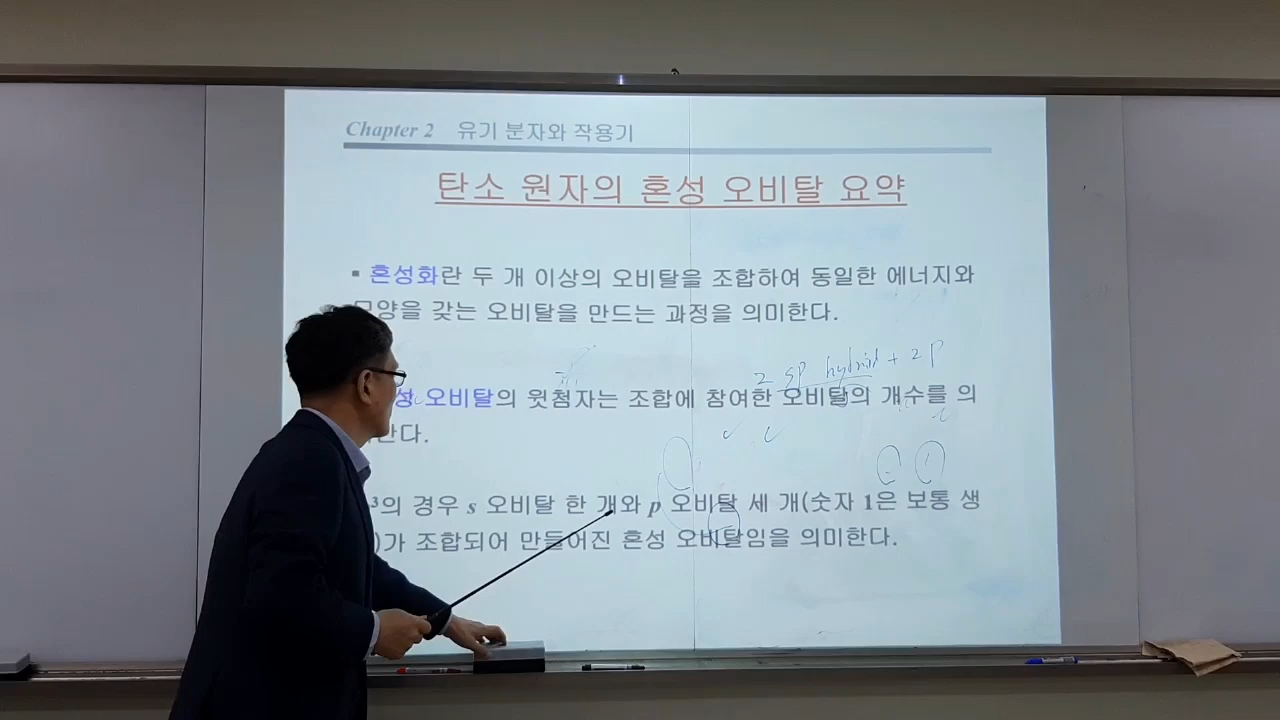 Chapter 2 유기 분자와 작용기
탄소 원자의 혼성 오비탈 요약
▪ 혼성화란 두 개 이상의 오비탈을 조합하여 동일한 에너지와
모양을 갖는 오비탈을 만드는 과정을 의미한다.
2 sp hybrid + 2 p
성 오비탈의 윗첨자는 조합에 참여한 오비탈의 개수를 의
한다.
³의 경우 s 오비탈 한 개와 p 오비탈 세 개(숫자 1은 보통 생
)가 조합되어 만들어진 혼성 오비탈임을 의미한다.